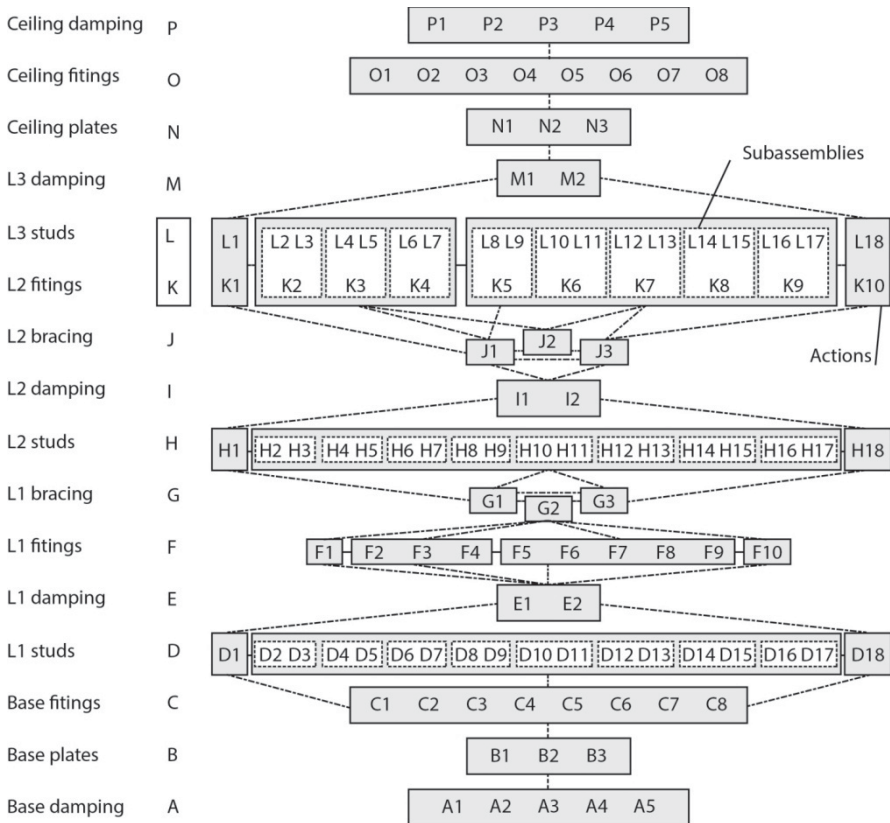 Ceiling damping P P1 P2 P3 P4 P5
Ceiling fittings O O1 O2 O3 O4 O5 O6 O7 O8
Ceiling plates N N1 N2 N3
Subassemblies
L3 damping M M1 M2
L3 studs L L1 L2 L3 L4 L5 L6 L7 L8 L9 L10 L11 L12 L13 L14 L15 L16 L17 L18
L2 fitings K K1 K2 K3 K4 K5 K6 K7 K8 K9 K10
L2 bracing J J1 J2 J3
Actions
L2 damping I I1 I2
L2 studs H H1 H2 H3 H4 H5 H6 H7 H8 H9 H10 H11 H12 H13 H14 H15 H16 H17 H18
L1 bracing G G1 G2 G3
L1 fitings F F1 F2 F3 F4 F5 F6 F7 F8 F9 F10
L1 damping E E1 E2
L1 studs D D1 D2 D3 D4 D5 D6 D7 D8 D9 D10 D11 D12 D13 D14 D15 D16 D17 D18
Base fitings C C1 C2 C3 C4 C5 C6 C7 C8
Base plates B B1 B2 B3
Base damping A A1 A2 A3 A4 A5